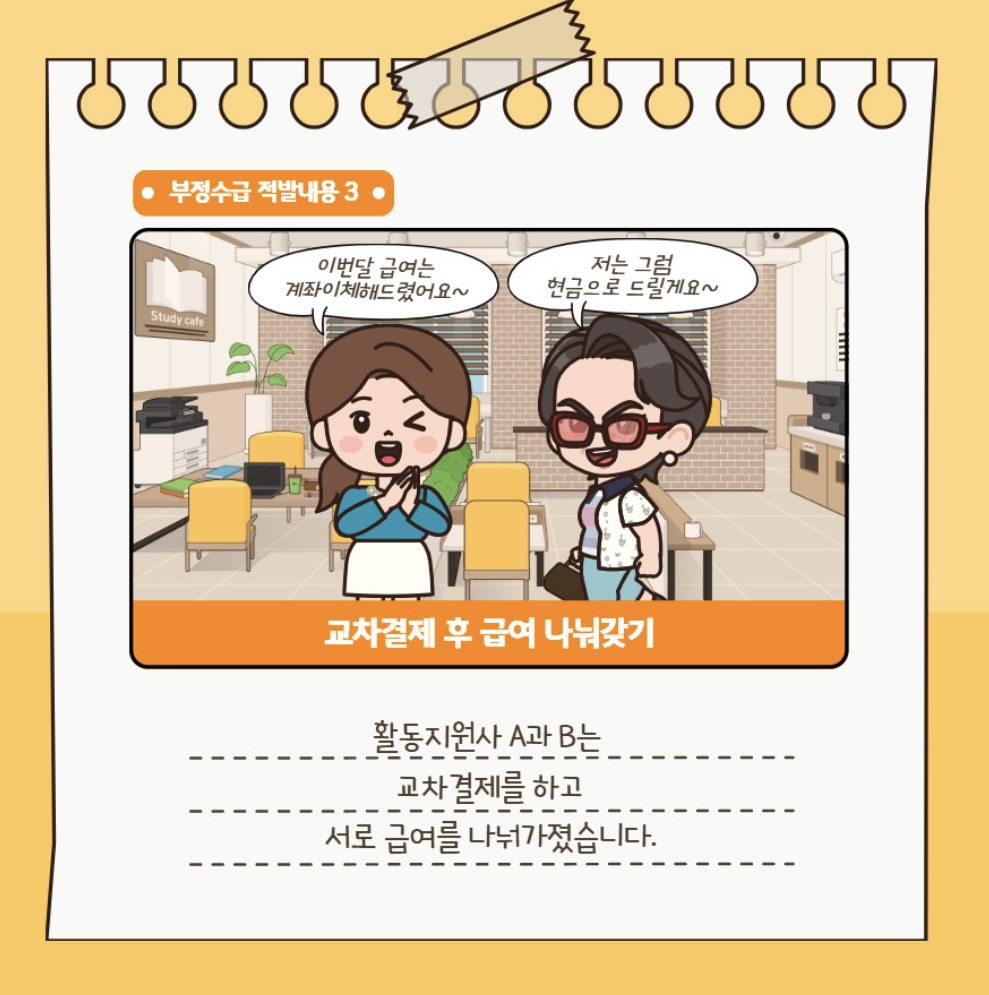 부정수급 적발내용 3
이번달 급여는
계좌이체해드렸어요~
저는 그럼
현금으로 드릴게요~
Study cafe
교차결제 후 급여 나눠갖기
활동지원사 A과 B는
교차결제를 하고
서로 급여를 나눠가졌습니다.